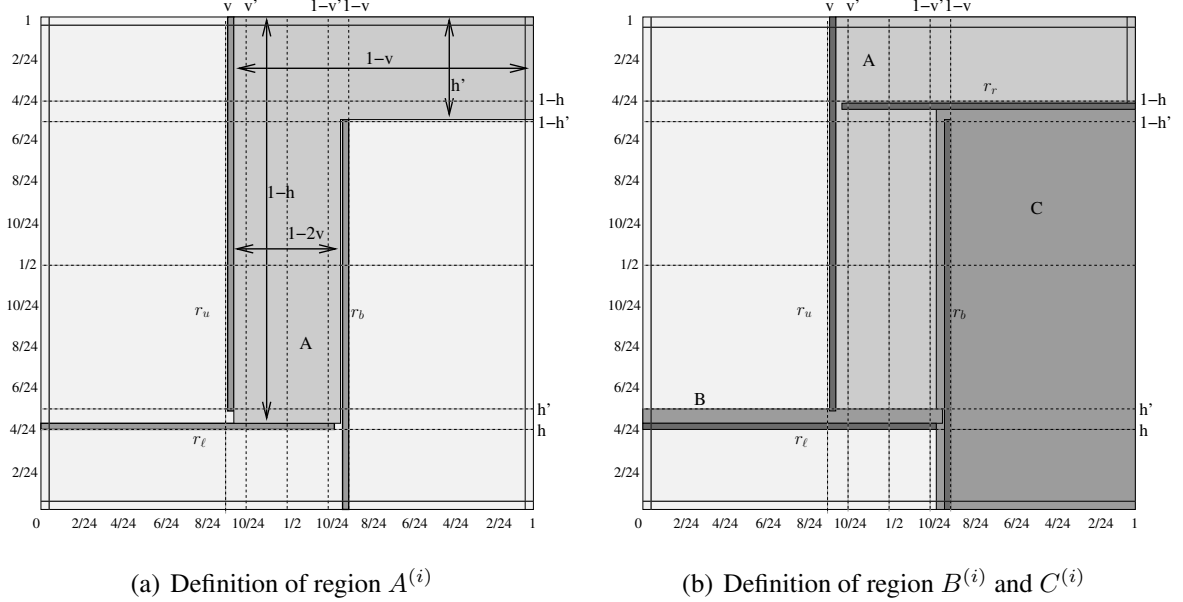 v v' 1−v' 1−v
1
2/24
4/24
6/24
8/24
10/24
1/2
10/24
8/24
6/24
4/24
2/24
0 2/24 4/24 6/24 8/24 10/24 1/2 10/24 8/24 6/24 4/24 2/24 1
1−v
h'
1−h
1−h'
1−h
1−2v
r_u
r_b
A
h'
h
r_ℓ
(a) Definition of region A^{(i)}
v v' 1−v' 1−v
1
2/24
4/24
6/24
8/24
10/24
1/2
10/24
8/24
6/24
4/24
2/24
0 2/24 4/24 6/24 8/24 10/24 1/2 10/24 8/24 6/24 4/24 2/24 1
A
r_r
1−h
1−h'
C
r_u
r_b
B
h'
h
r_ℓ
(b) Definition of region B^{(i)} and C^{(i)}